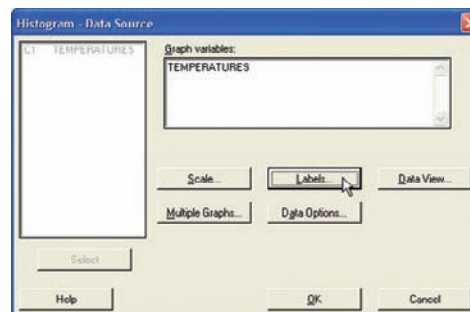 Histogram - Data Source
C1 TEMPERATURES
Graph variables:
TEMPERATURES
Scale...
Labels...
Data View...
Multiple Graphs...
Data Options...
Select
Help
OK
Cancel